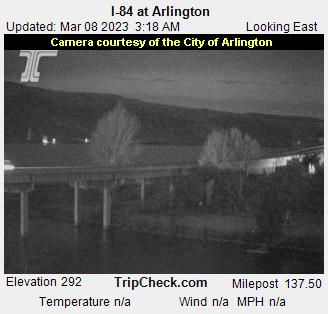 I-84 at Arlington
Updated: Mar 08 2023 3:18 AM Looking East
Camera courtesy of the City of Arlington
Elevation 292 TripCheck.com Milepost 137.50
Temperature n/a Wind n/a MPH n/a